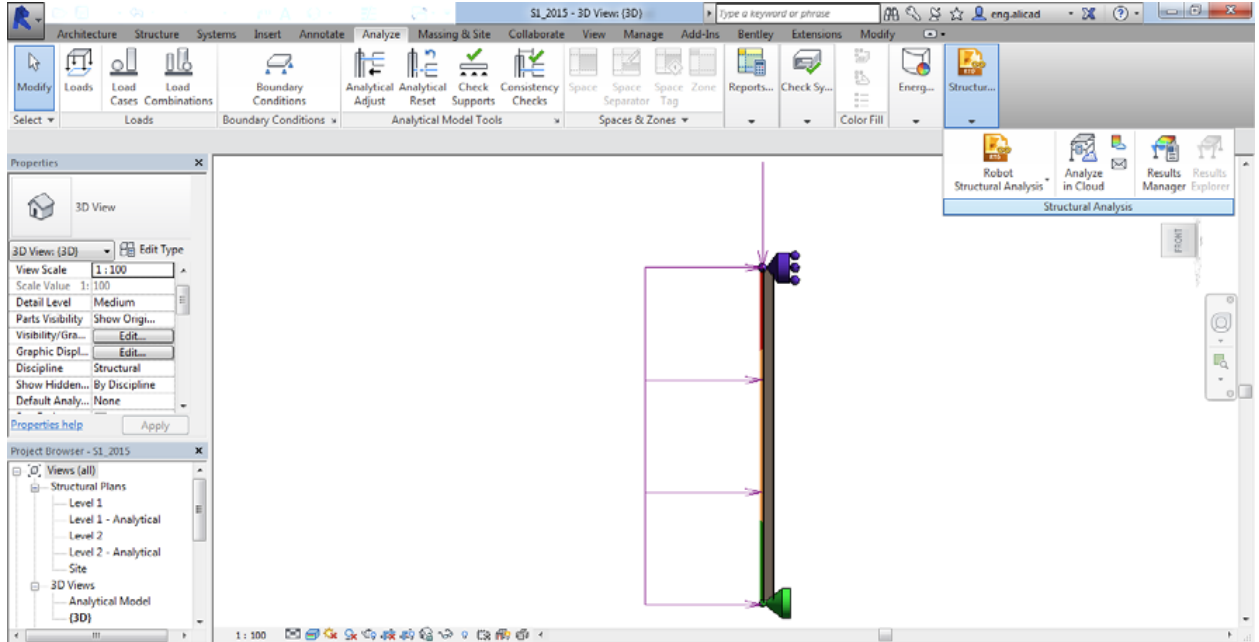 S1_2015 - 3D View: {3D}
Type a keyword or phrase
eng.alicad
Architecture Structure Systems Insert Annotate Analyze Massing & Site Collaborate View Manage Add-Ins Bentley Extensions Modify
Modify Loads Load Cases Load Combinations Boundary Conditions Analytical Adjust Analytical Reset Check Supports Consistency Checks Space Space Separator Space Tag Zone Reports... Check Sy... Energ... Structur...
Select Loads Boundary Conditions Analytical Model Tools Spaces & Zones Color Fill
Robot Structural Analysis Analyze in Cloud Results Manager Results Explorer
Structural Analysis
Properties
3D View
3D View: {3D} Edit Type
View Scale 1 : 100
Scale Value 1: 100
Detail Level Medium
Parts Visibility Show Origi...
Visibility/Gra... Edit...
Graphic Displ... Edit...
Discipline Structural
Show Hidden... By Discipline
Default Analy... None
Properties help Apply
Project Browser - S1_2015
Views (all)
Structural Plans
Level 1
Level 1 - Analytical
Level 2
Level 2 - Analytical
Site
3D Views
Analytical Model
{3D}
FRONT
1 : 100